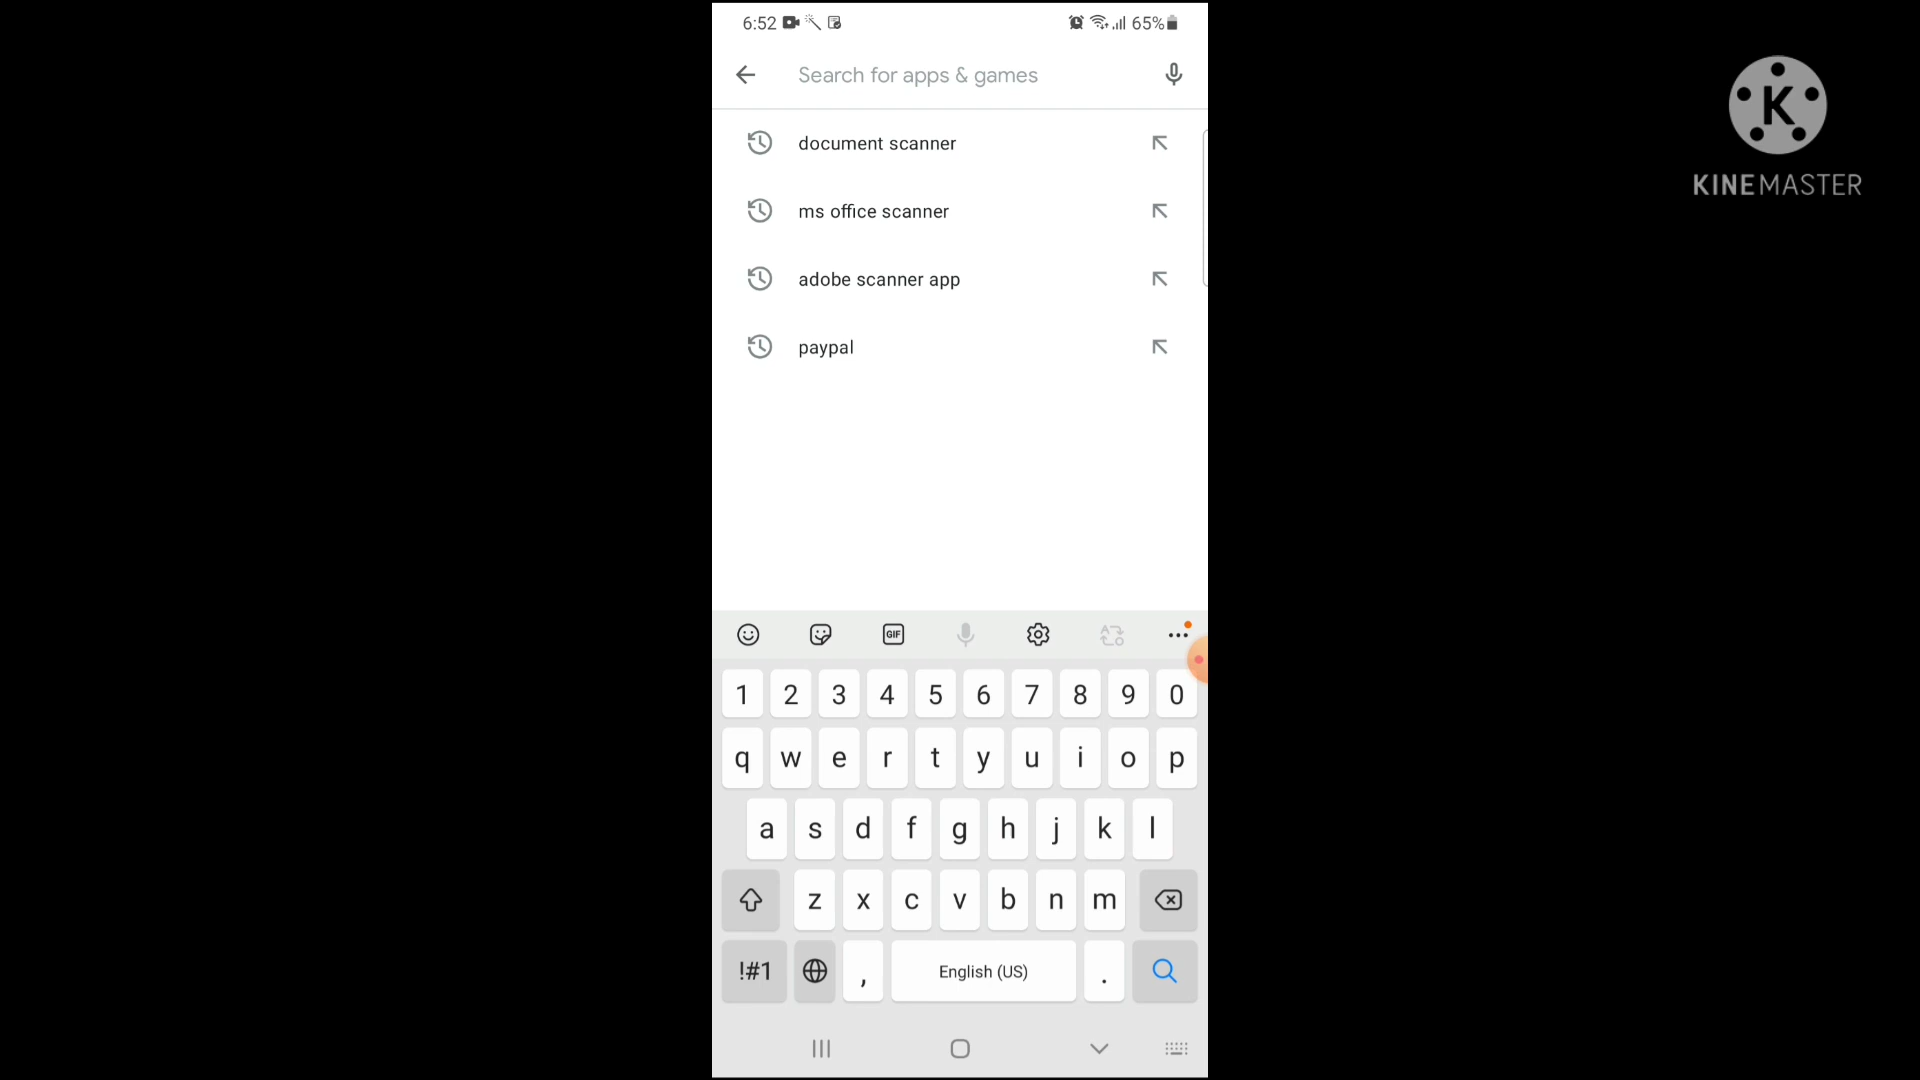 6:52 65%
Search for apps & games
K
KINEMASTER
document scanner
ms office scanner
adobe scanner app
paypal
GIF
1 2 3 4 5 6 7 8 9 0
q w e r t y u i o p
a s d f g h j k l
z x c v b n m
!#1 , English (US) .